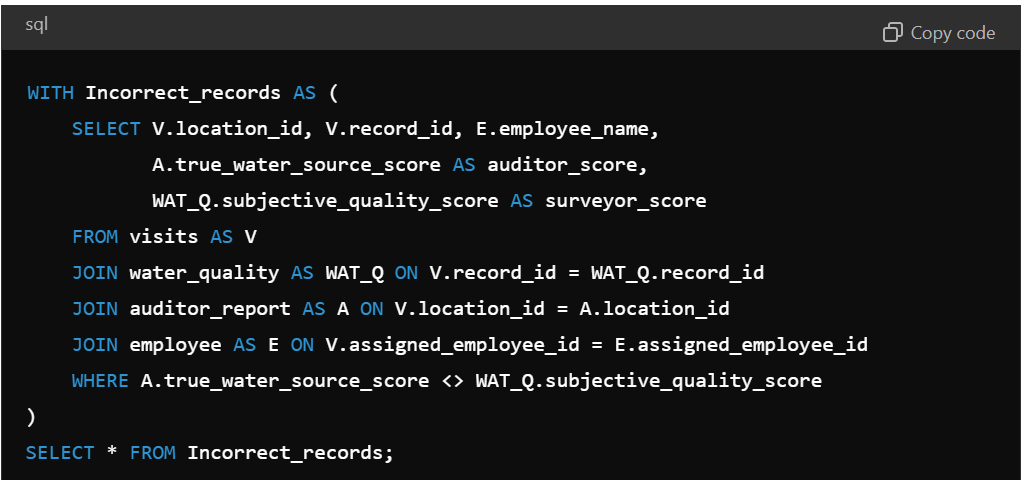 sql
Copy code
WITH Incorrect_records AS (
    SELECT V.location_id, V.record_id, E.employee_name,
           A.true_water_source_score AS auditor_score,
           WAT_Q.subjective_quality_score AS surveyor_score
    FROM visits AS V
    JOIN water_quality AS WAT_Q ON V.record_id = WAT_Q.record_id
    JOIN auditor_report AS A ON V.location_id = A.location_id
    JOIN employee AS E ON V.assigned_employee_id = E.assigned_employee_id
    WHERE A.true_water_source_score <> WAT_Q.subjective_quality_score
)
SELECT * FROM Incorrect_records;